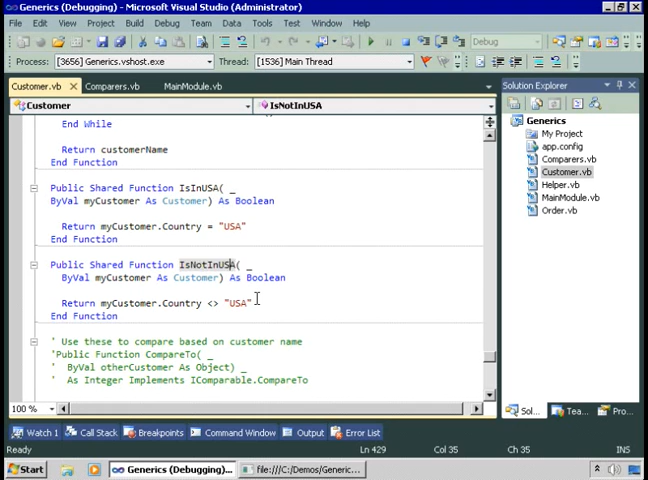 Generics (Debugging) - Microsoft Visual Studio (Administrator)
File Edit View Project Build Debug Team Data Tools Test Window Help
Debug
Process: [3656] Generics.vshost.exe Thread: [1536] Main Thread
Customer.vb Comparers.vb MainModule.vb
Customer IsNotInUSA
End While
Return customerName
End Function
Public Shared Function IsInUSA( _
ByVal myCustomer As Customer) As Boolean
Return myCustomer.Country = "USA"
End Function
Public Shared Function IsNotInUSA( _
ByVal myCustomer As Customer) As Boolean
Return myCustomer.Country <> "USA"
End Function
' Use these to compare based on customer name
'Public Function CompareTo( _
' ByVal otherCustomer As Object) _
' As Integer Implements IComparable.CompareTo
100 %
Solution Explorer
Generics
My Project
app.config
Comparers.vb
Customer.vb
Helper.vb
MainModule.vb
Order.vb
Sol... Tea... Pro...
Watch 1 Call Stack Breakpoints Command Window Output Error List
Ready Ln 429 Col 35 Ch 35 INS
Start Generics (Debugging) ... file:///C:/Demos/Generic...